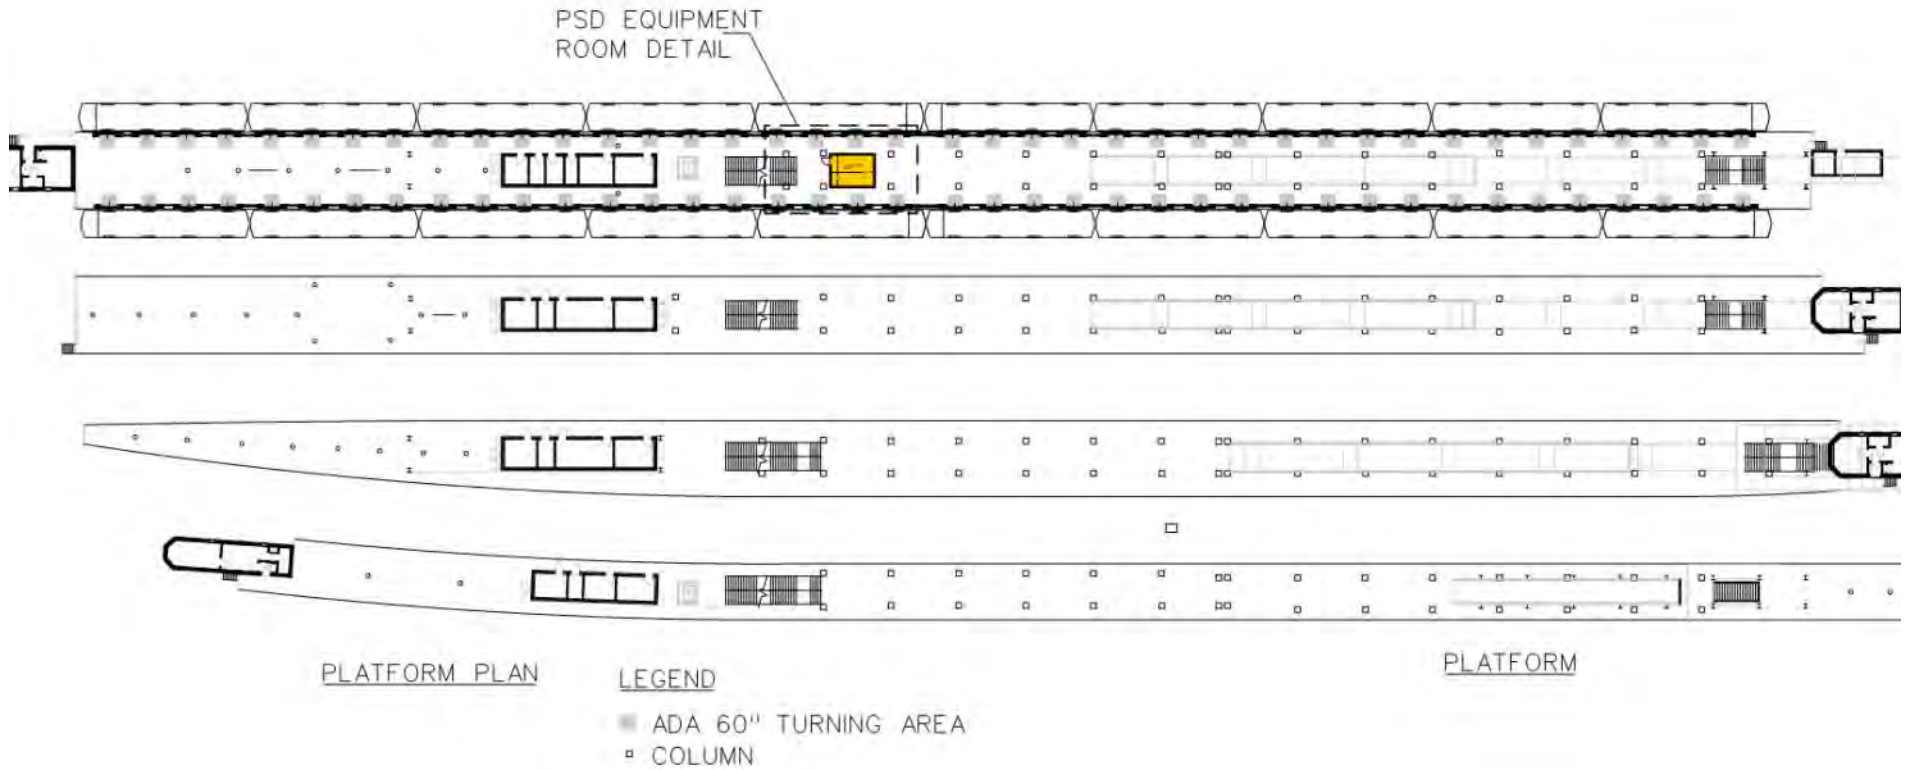 PSD EQUIPMENT
ROOM DETAIL
PLATFORM PLAN
PLATFORM
LEGEND
ADA 60" TURNING AREA
COLUMN